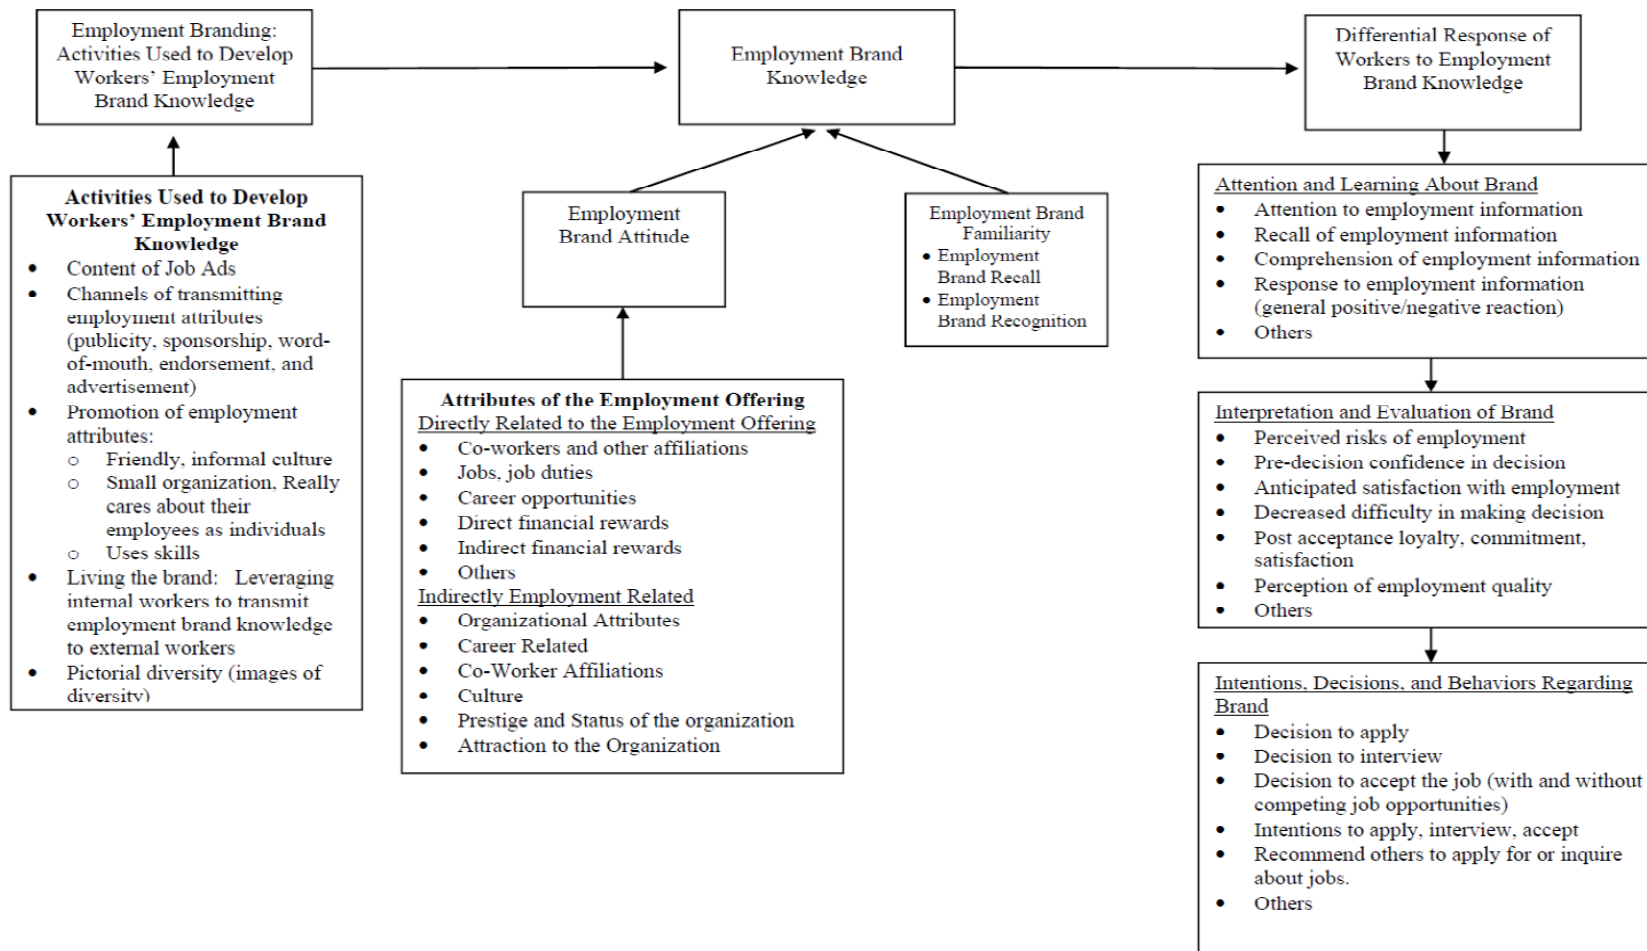 Employment Branding:
Activities Used to Develop
Workers' Employment
Brand Knowledge
Employment Brand
Knowledge
Differential Response of
Workers to Employment
Brand Knowledge
Activities Used to Develop
Workers' Employment Brand
Knowledge
• Content of Job Ads
• Channels of transmitting
employment attributes
(publicity, sponsorship, word-
of-mouth, endorsement, and
advertisement)
• Promotion of employment
attributes:
o Friendly, informal culture
o Small organization, Really
cares about their
employees as individuals
o Uses skills
• Living the brand: Leveraging
internal workers to transmit
employment brand knowledge
to external workers
• Pictorial diversity (images of
diversity)
Employment
Brand Attitude
Employment Brand
Familiarity
• Employment
Brand Recall
• Employment
Brand Recognition
Attributes of the Employment Offering
Directly Related to the Employment Offering
• Co-workers and other affiliations
• Jobs, job duties
• Career opportunities
• Direct financial rewards
• Indirect financial rewards
• Others
Indirectly Employment Related
• Organizational Attributes
• Career Related
• Co-Worker Affiliations
• Culture
• Prestige and Status of the organization
• Attraction to the Organization
Attention and Learning About Brand
• Attention to employment information
• Recall of employment information
• Comprehension of employment information
• Response to employment information
(general positive/negative reaction)
• Others
Interpretation and Evaluation of Brand
• Perceived risks of employment
• Pre-decision confidence in decision
• Anticipated satisfaction with employment
• Decreased difficulty in making decision
• Post acceptance loyalty, commitment,
satisfaction
• Perception of employment quality
• Others
Intentions, Decisions, and Behaviors Regarding
Brand
• Decision to apply
• Decision to interview
• Decision to accept the job (with and without
competing job opportunities)
• Intentions to apply, interview, accept
• Recommend others to apply for or inquire
about jobs.
• Others